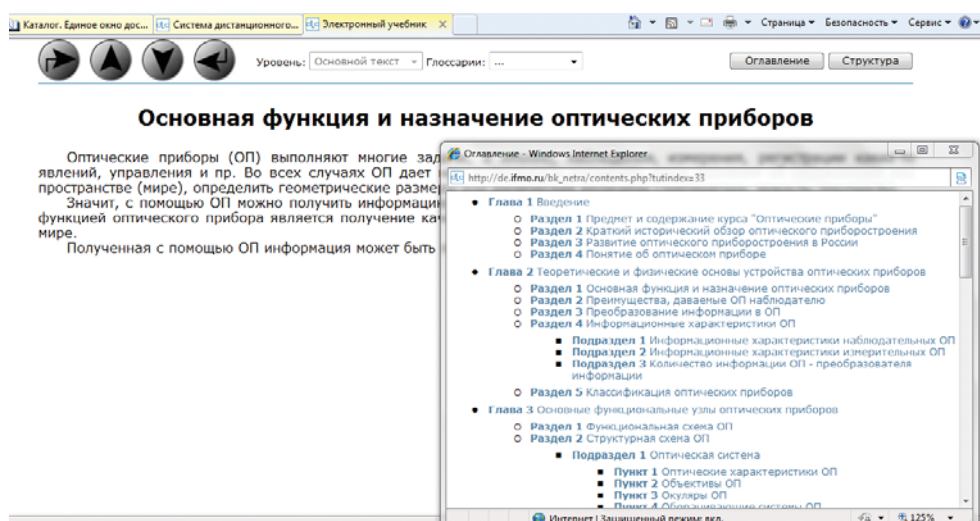 Каталог. Единое окно дос... Система дистанционного... Электронный учебник X Страница Безопасность Сервис
Уровень: Основной текст Глоссарии: ... Оглавление Структура
Основная функция и назначение оптических приборов
Оптические приборы (ОП) выполняют многие зад
явлений, управления и пр. Во всех случаях ОП дает
пространстве (мире), определить геометрические размер
Значит, с помощью ОП можно получить информаци
функцией оптического прибора является получение кач
мире.
Полученная с помощью ОП информация может быть
Оглавление - Windows Internet Explorer
http://de.ifmo.ru/bk_netra/contents.php?tutindex=33
Глава 1 Введение
Раздел 1 Предмет и содержание курса "Оптические приборы"
Раздел 2 Краткий исторический обзор оптического приборостроения
Раздел 3 Развитие оптического приборостроения в России
Раздел 4 Понятие об оптическом приборе
Глава 2 Теоретические и физические основы устройства оптических приборов
Раздел 1 Основная функция и назначение оптических приборов
Раздел 2 Преимущества, даваемые ОП наблюдателю
Раздел 3 Преобразование информации в ОП
Раздел 4 Информационные характеристики ОП
Подраздел 1 Информационные характеристики наблюдательных ОП
Подраздел 2 Информационные характеристики измерительных ОП
Подраздел 3 Количество информации ОП - преобразователя
информации
Раздел 5 Классификация оптических приборов
Глава 3 Основные функциональные узлы оптических приборов
Раздел 1 Функциональная схема ОП
Раздел 2 Структурная схема ОП
Подраздел 1 Оптическая система
Пункт 1 Оптические характеристики ОП
Пункт 2 Объективы ОП
Пункт 3 Окуляры ОП
Пункт 4 Оборачивающие системы ОП
Интернет | Защищенный режим: вкл. 125%